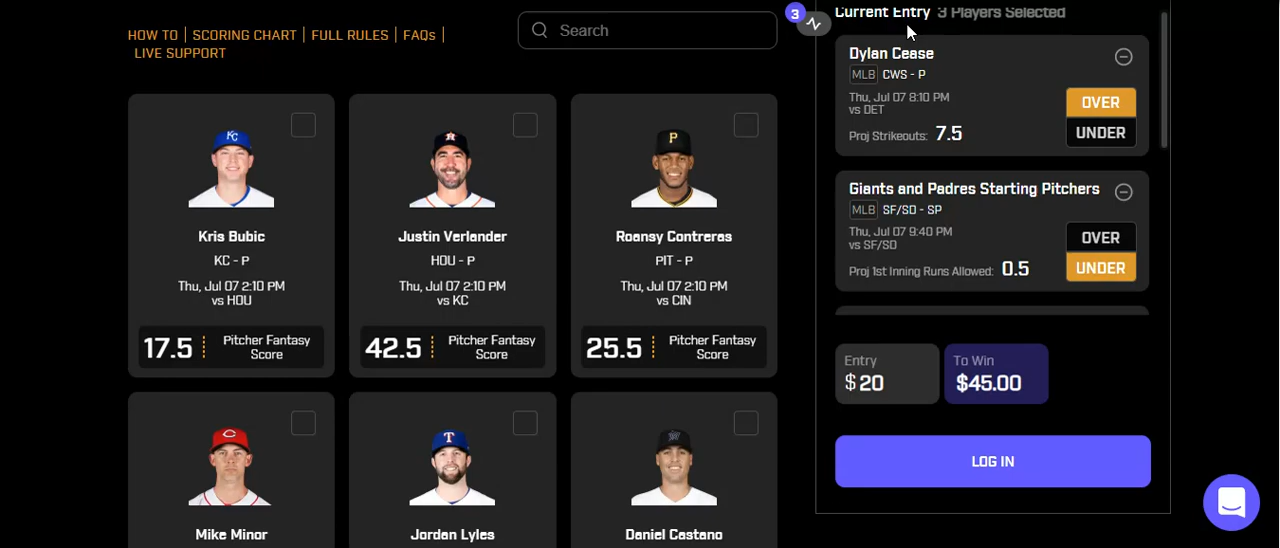 HOW TO | SCORING CHART | FULL RULES | FAQs |
LIVE SUPPORT
Search
3
Current Entry 3 Players Selected
Dylan Cease
MLB CWS - P
Thu, Jul 07 8:10 PM
vs DET
Proj Strikeouts: 7.5
OVER
UNDER
Giants and Padres Starting Pitchers
MLB SF/SD - SP
Thu, Jul 07 9:40 PM
vs SF/SD
Proj 1st Inning Runs Allowed: 0.5
OVER
UNDER
Entry
$ 20
To Win
$45.00
LOG IN
KC
Kris Bubic
KC - P
Thu, Jul 07 2:10 PM
vs HOU
17.5
Pitcher Fantasy
Score
Justin Verlander
HOU - P
Thu, Jul 07 2:10 PM
vs KC
42.5
Pitcher Fantasy
Score
P
Roansy Contreras
PIT - P
Thu, Jul 07 2:10 PM
vs CIN
25.5
Pitcher Fantasy
Score
C
Mike Minor
T
Jordan Lyles
Daniel Castano